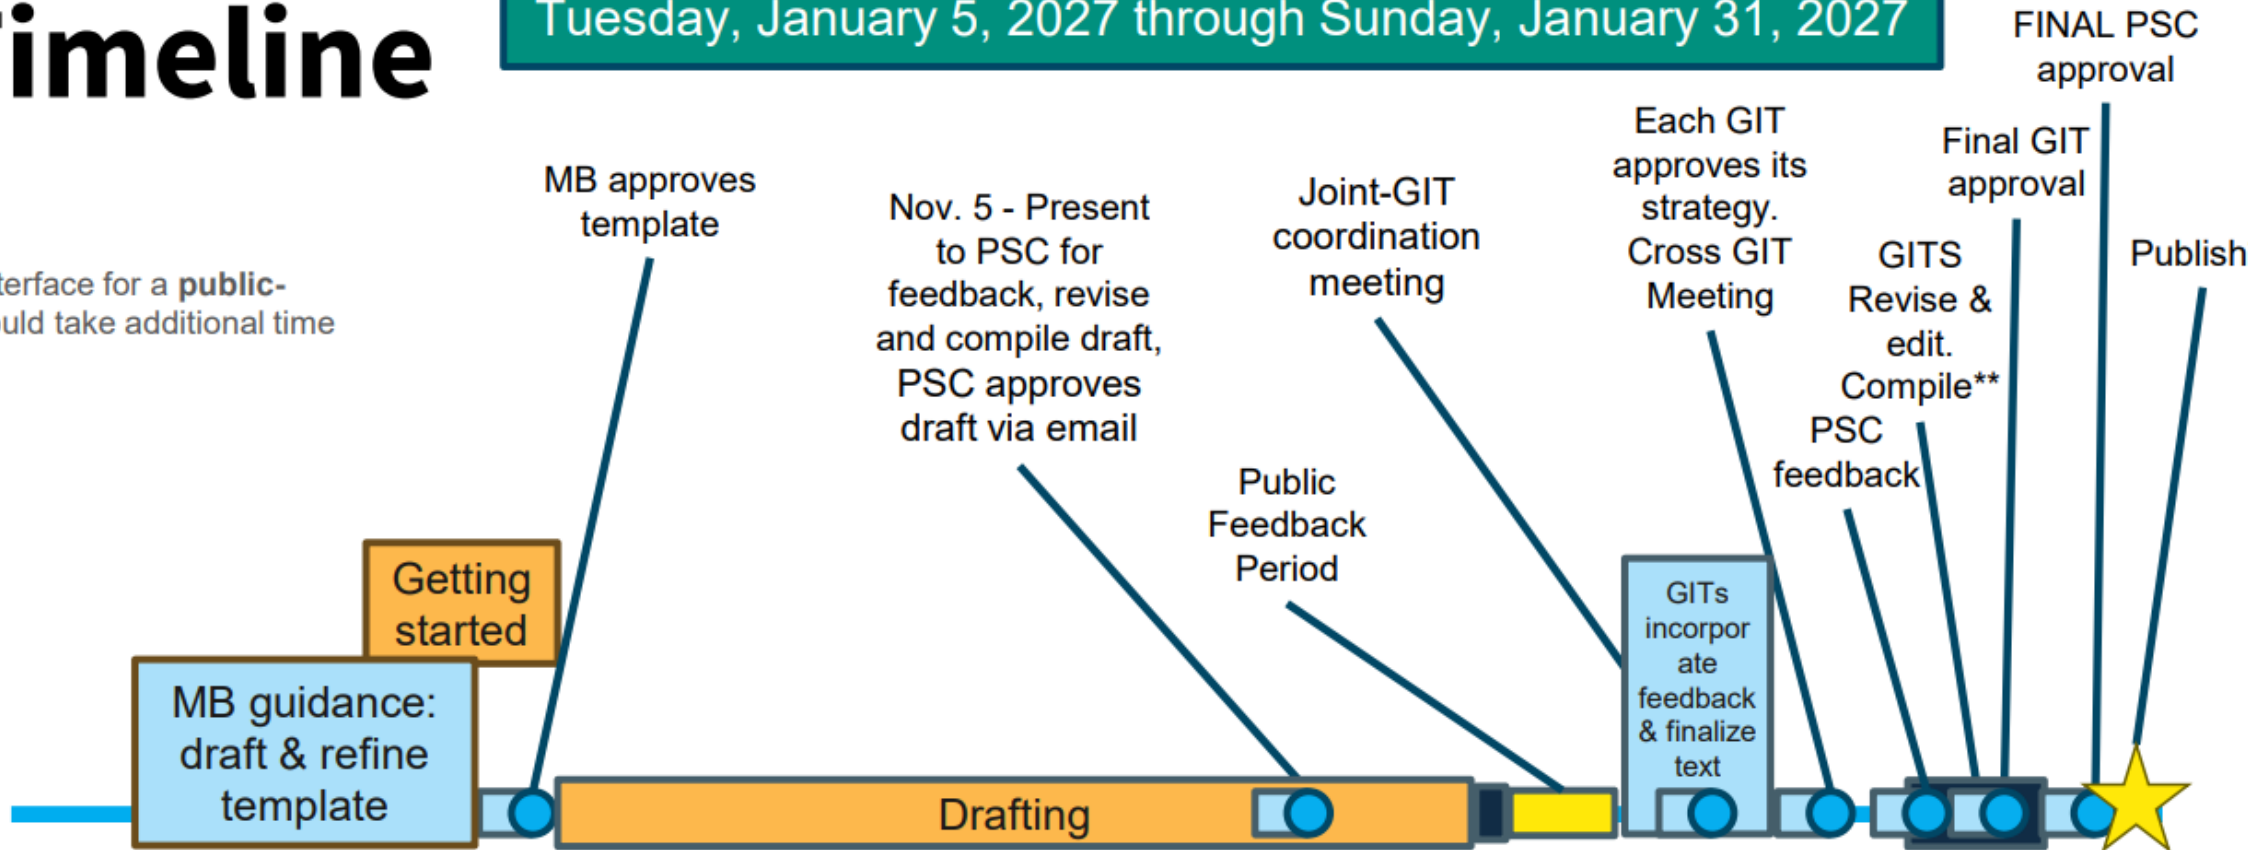 Timeline
Tuesday, January 5, 2027 through Sunday, January 31, 2027
terface for a public-
ould take additional time
MB approves
template
Nov. 5 - Present
to PSC for
feedback, revise
and compile draft,
PSC approves
draft via email
Public
Feedback
Period
Joint-GIT
coordination
meeting
Each GIT
approves its
strategy.
Cross GIT
Meeting
PSC
feedback
GITS
Revise &
edit.
Compile**
Final GIT
approval
FINAL PSC
approval
Publish
Getting
started
MB guidance:
draft & refine
template
Drafting
GITs
incorpor
ate
feedback
& finalize
text